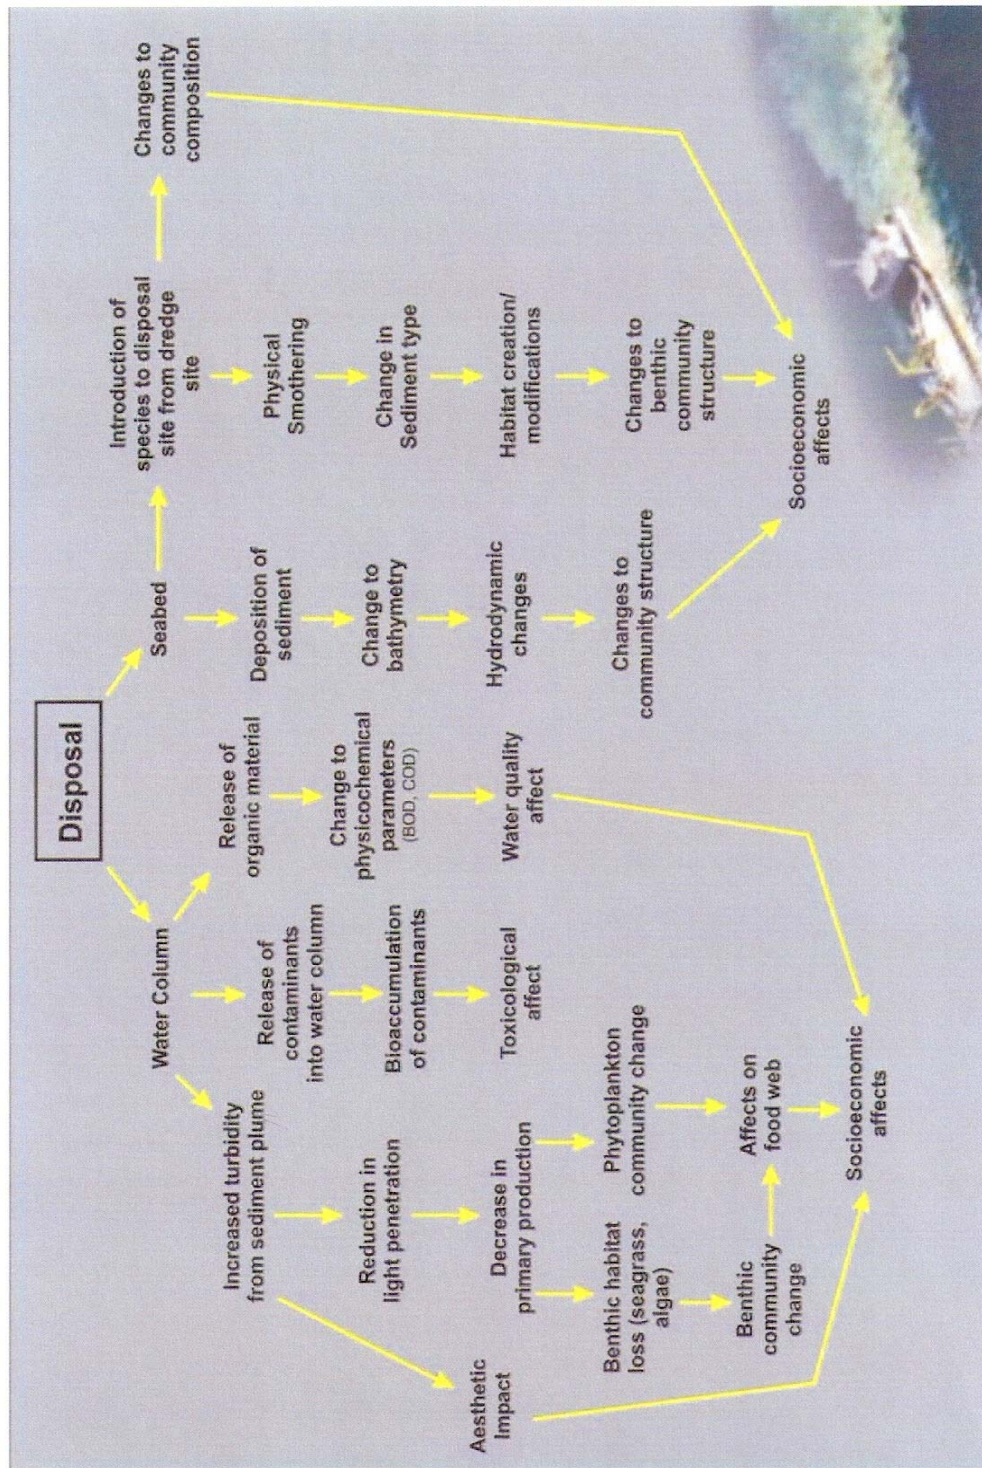 Disposal
Water Column
Seabed
Introduction of
species to disposal
site from dredge
site
Changes to
community
composition
Increased turbidity
from sediment plume
Release of
contaminants
into water column
Release of
organic material
Deposition of
sediment
Physical
Smothering
Reduction in
light penetration
Bioaccumulation
of contaminants
Change to
physicochemical
parameters
(BOD, COD)
Change to
bathymetry
Change in
Sediment type
Aesthetic
Impact
Decrease in
primary production
Toxicological
affect
Water quality
affect
Hydrodynamic
changes
Habitat creation/
modifications
Benthic habitat
loss (seagrass,
algae)
Phytoplankton
community change
Changes to
community structure
Changes to
benthic
community
structure
Benthic
community
change
Affects on
food web
Socioeconomic
affects
Socioeconomic
affects